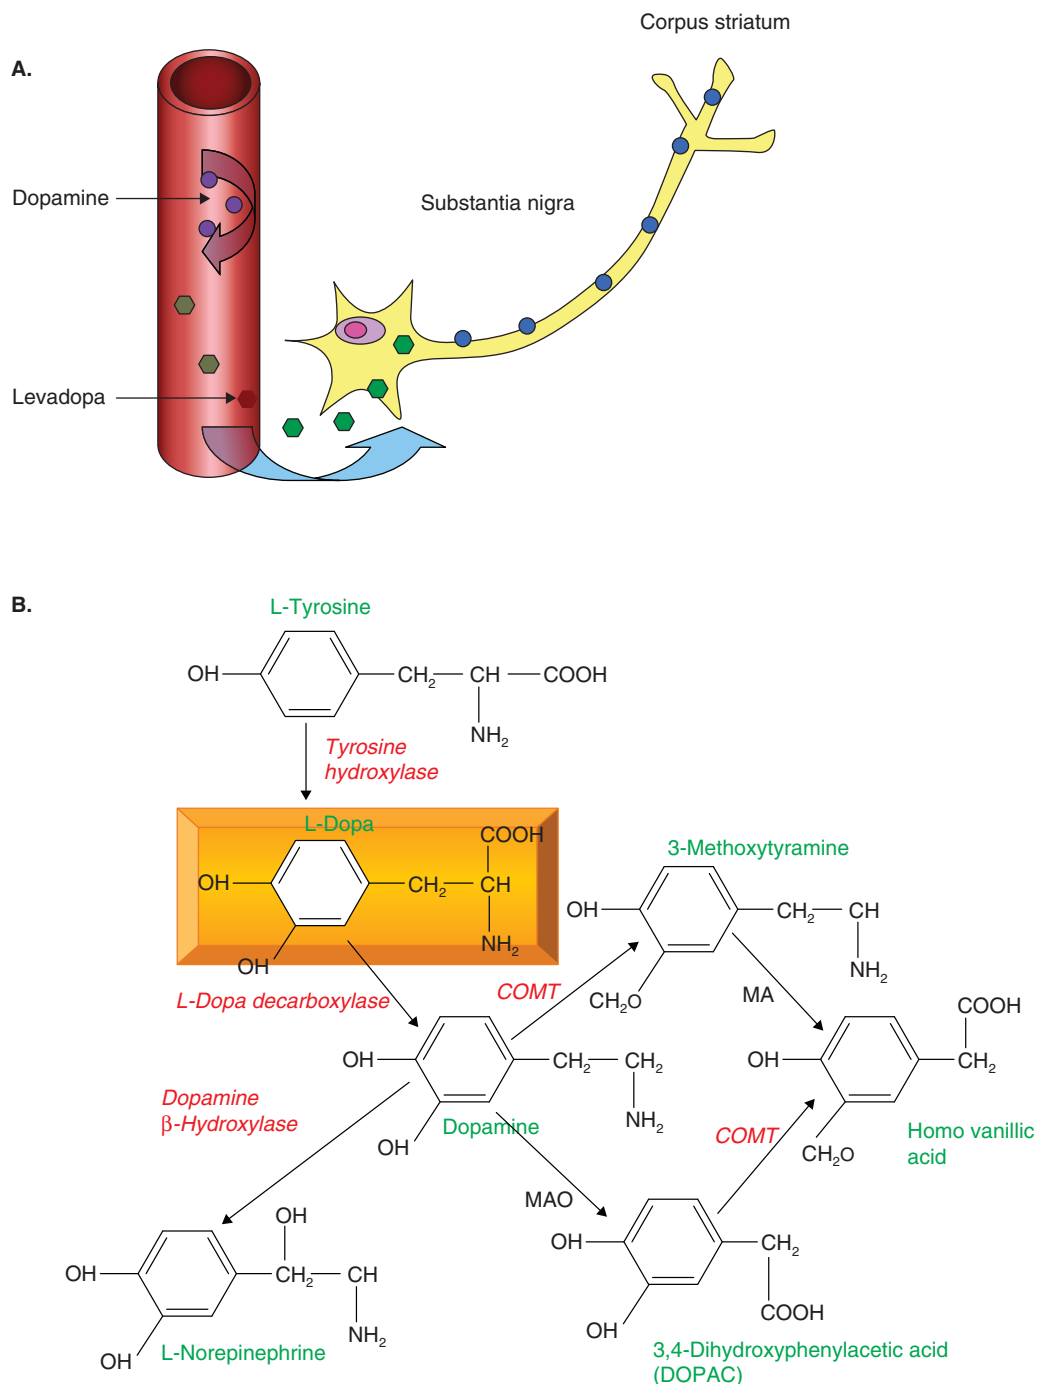 Corpus striatum
A.
Dopamine
Substantia nigra
Levadopa
B.
L-Tyrosine
OH
CH2
CH
COOH
NH2
Tyrosine
hydroxylase
L-Dopa
COOH
OH
CH2
CH
NH2
OH
3-Methoxytyramine
OH
CH2
CH
NH2
CH2O
L-Dopa decarboxylase
COMT
MA
COOH
OH
CH2
CH2
NH2
OH
Dopamine
OH
CH2
CH2O
Homo vanillic
acid
Dopamine
β-Hydroxylase
COMT
MAO
OH
OH
CH2
CH
NH2
OH
L-Norepinephrine
OH
CH2
COOH
OH
3,4-Dihydroxyphenylacetic acid
(DOPAC)